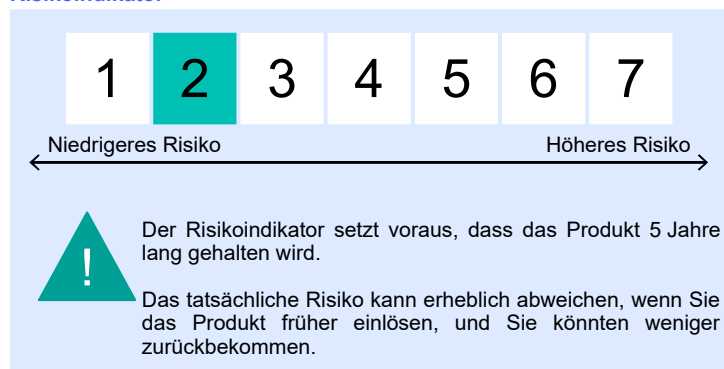 Risikoindikator
1 2 3 4 5 6 7
Niedrigeres Risiko Höheres Risiko
!
Der Risikoindikator setzt voraus, dass das Produkt 5 Jahre
lang gehalten wird.
Das tatsächliche Risiko kann erheblich abweichen, wenn Sie
das Produkt früher einlösen, und Sie könnten weniger
zurückbekommen.